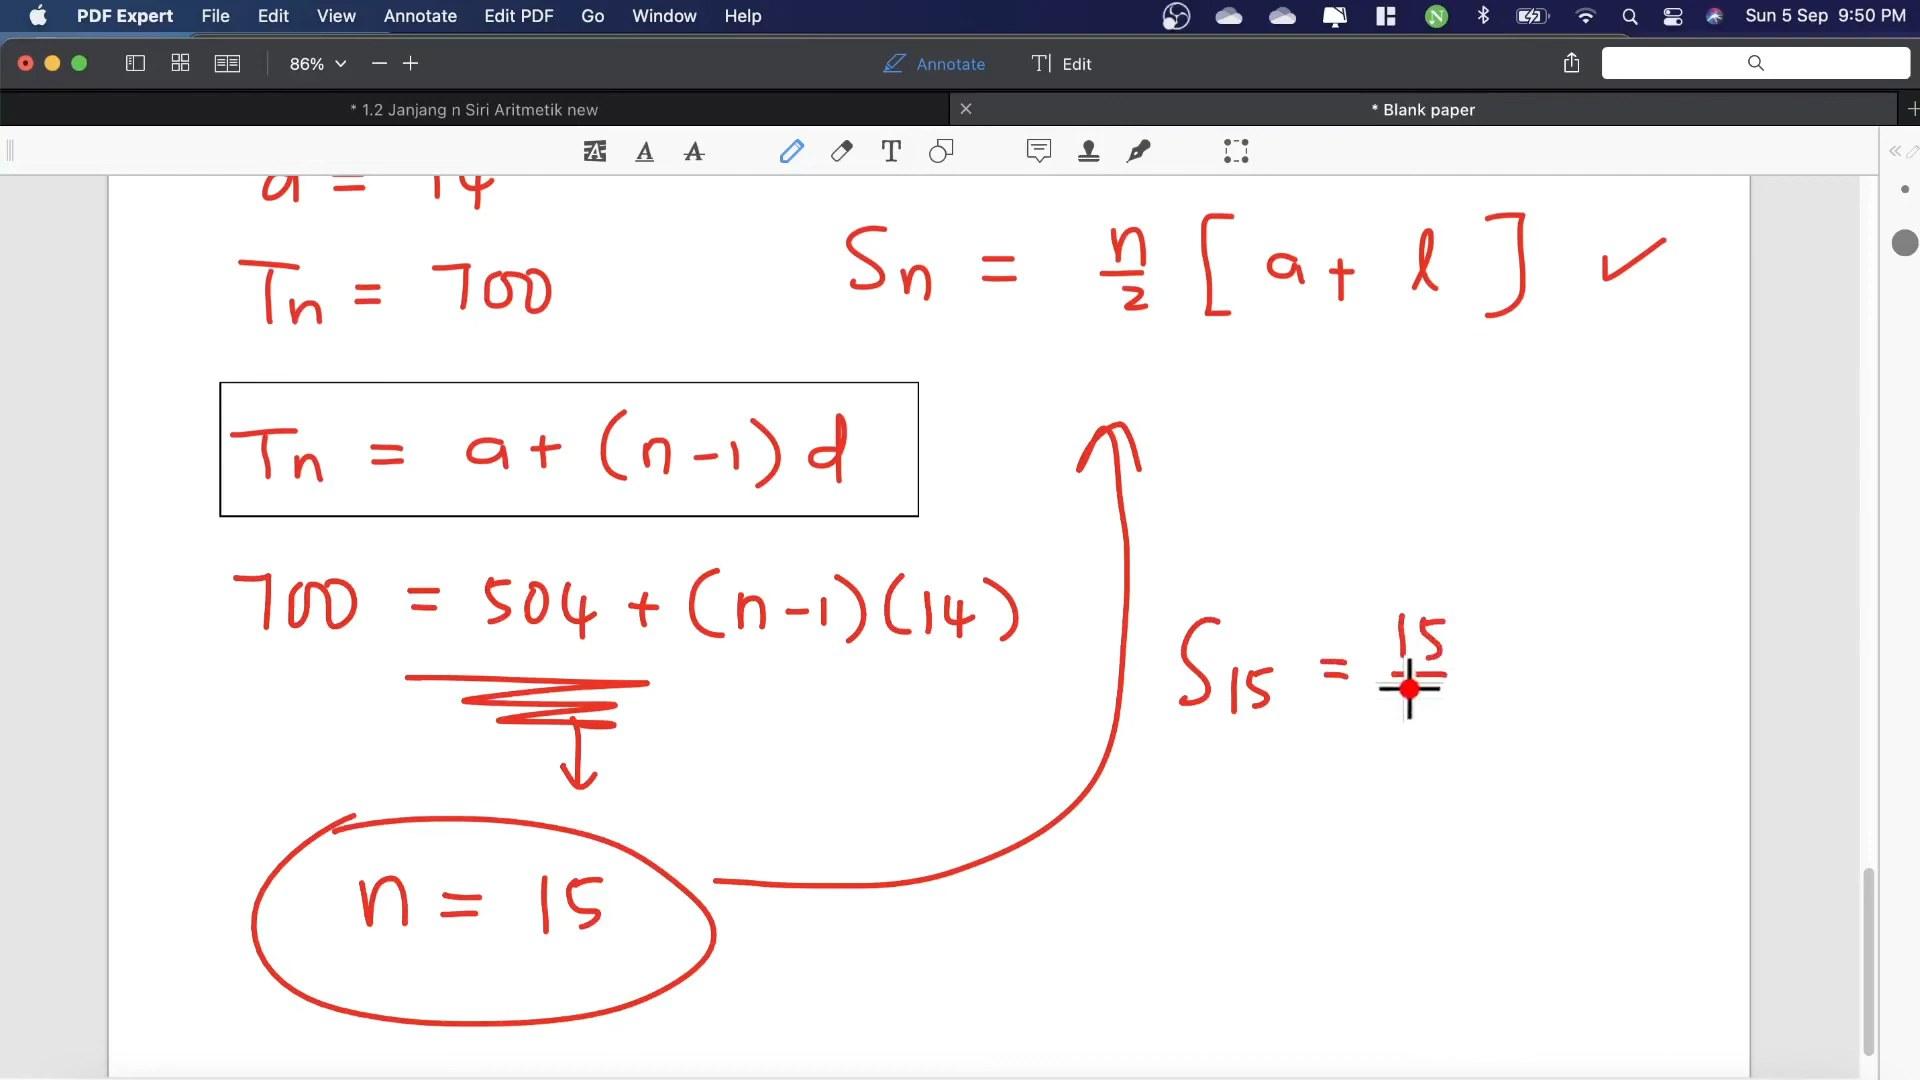 PDF Expert File Edit View Annotate Edit PDF Go Window Help N Sun 5 Sep 9:50 PM
86% Annotate T Edit
* 1.2 Janjang n Siri Aritmetik new × * Blank paper +
A A A T
a = 14
Tn = 700
Sn = n/2 [ a + l ] ✓
Tn = a + (n-1) d
700 = 504 + (n-1)(14)
S15 = 15
n = 15